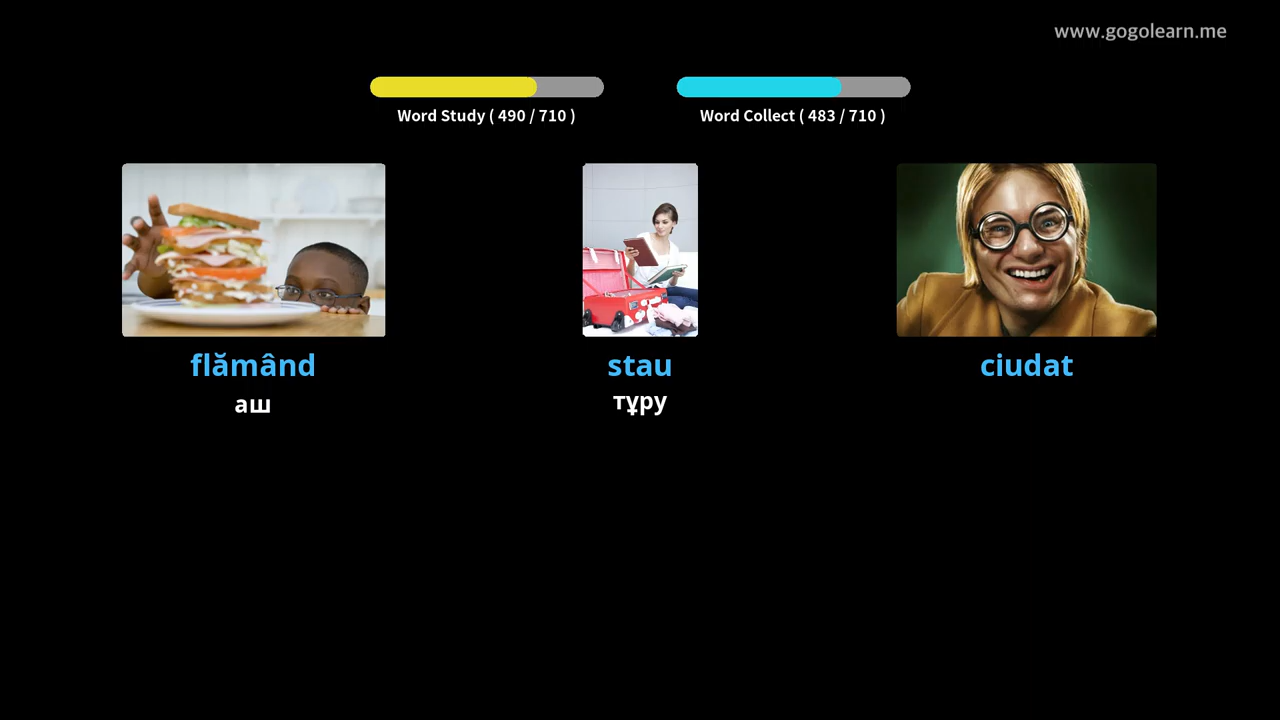 www.gogolearn.me
Word Study ( 490 / 710 )
Word Collect ( 483 / 710 )
flămând
stau
ciudat
аш
тұру